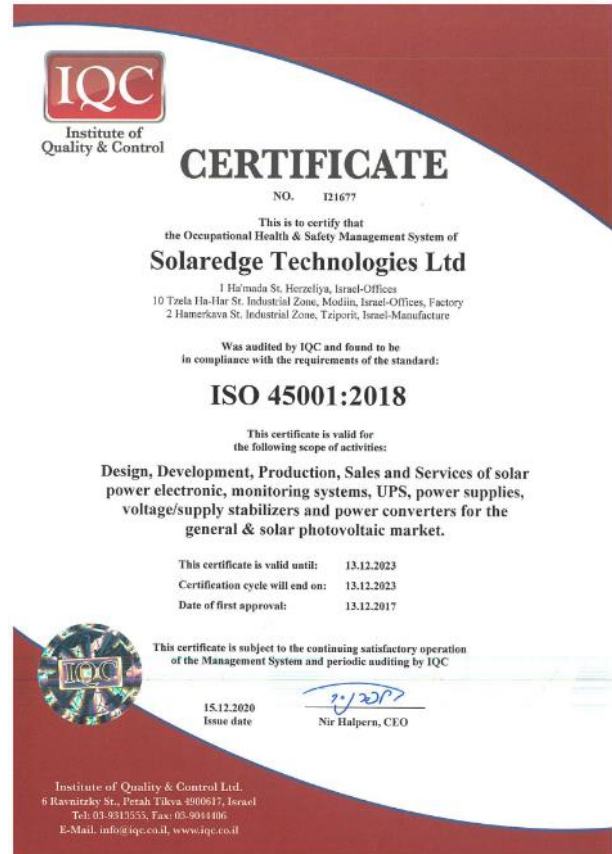 IQC
Institute of
Quality & Control
CERTIFICATE
NO. I21677
This is to certify that
the Occupational Health & Safety Management System of
Solaredge Technologies Ltd
1 Ha'mada St. Herzeliya, Israel-Offices
10 Tzela Ha-Har St. Industrial Zone, Modiin, Israel-Offices, Factory
2 Hamerkava St. Industrial Zone, Tziporit, Israel-Manufacture
Was audited by IQC and found to be
in compliance with the requirements of the standard:
ISO 45001:2018
This certificate is valid for
the following scope of activities:
Design, Development, Production, Sales and Services of solar
power electronic, monitoring systems, UPS, power supplies,
voltage/supply stabilizers and power converters for the
general & solar photovoltaic market.
This certificate is valid until: 13.12.2023
Certification cycle will end on: 13.12.2023
Date of first approval: 13.12.2017
This certificate is subject to the continuing satisfactory operation
of the Management System and periodic auditing by IQC
IQC
15.12.2020
Issue date
Nir Halpern, CEO
Institute of Quality & Control Ltd.
6 Ravnitzky St., Petah Tikva 4900617, Israel
Tel: 03-9313555, Fax: 03-9044406
E-Mail. info@iqc.co.il, www.iqc.co.il